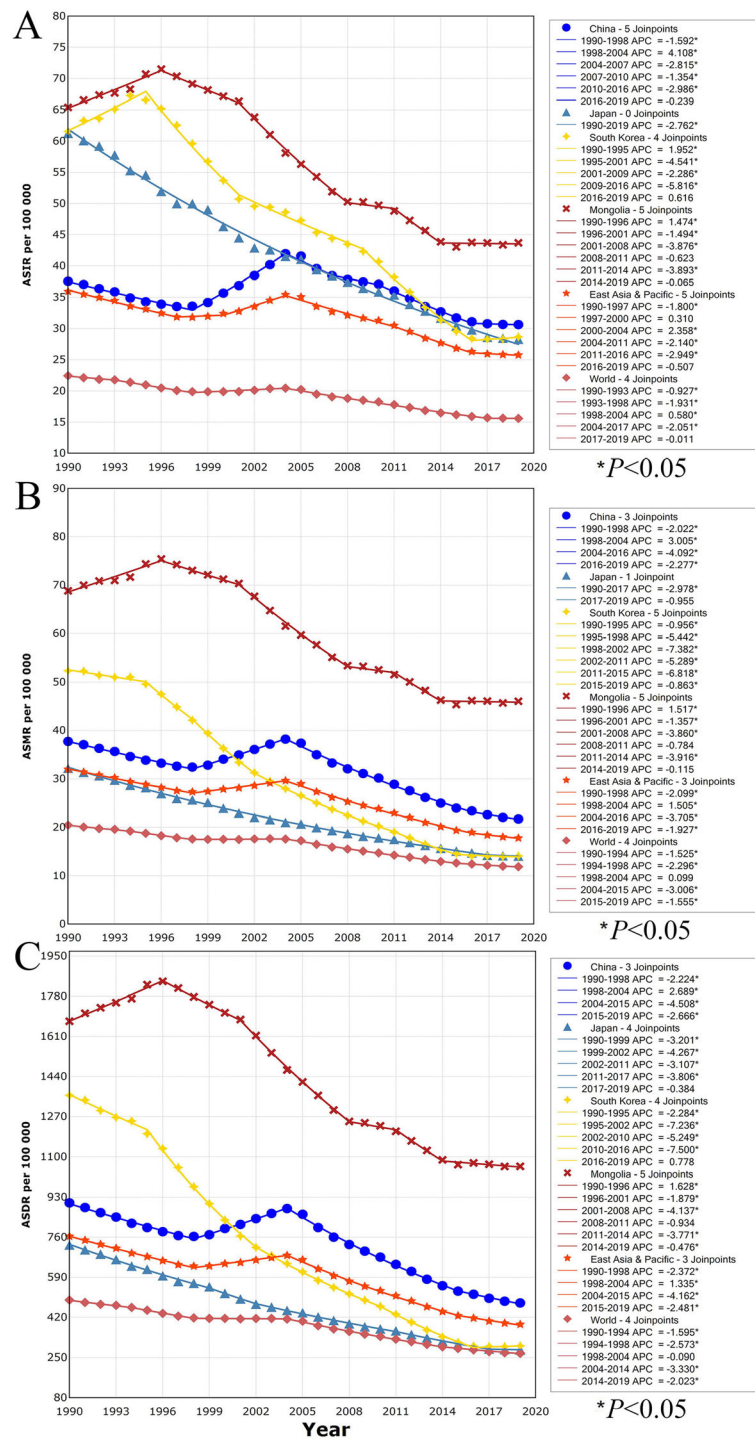 A
80
75
70
65
60
55
50
45
40
35
30
25
20
15
10
ASIR per 100 000
1990 1993 1996 1999 2002 2005 2008 2011 2014 2017 2020
China - 5 Joinpoints
1990-1998 APC = -1.592*
1998-2004 APC = 4.108*
2004-2007 APC = -2.815*
2007-2010 APC = -1.354*
2010-2016 APC = -2.986*
2016-2019 APC = -0.239
Japan - 0 Joinpoints
1990-2019 APC = -2.762*
South Korea - 4 Joinpoints
1990-1995 APC = 1.952*
1995-2001 APC = -4.541*
2001-2009 APC = -2.286*
2009-2016 APC = -5.816*
2016-2019 APC = 0.616
Mongolia - 5 Joinpoints
1990-1996 APC = 1.474*
1996-2001 APC = -1.494*
2001-2008 APC = -3.876*
2008-2011 APC = -0.623
2011-2014 APC = -3.893*
2014-2019 APC = -0.065
East Asia & Pacific - 5 Joinpoints
1990-1997 APC = -1.800*
1997-2000 APC = 0.310
2000-2004 APC = 2.358*
2004-2011 APC = -2.140*
2011-2016 APC = -2.949*
2016-2019 APC = -0.507
World - 4 Joinpoints
1990-1993 APC = -0.927*
1993-1998 APC = -1.931*
1998-2004 APC = 0.580*
2004-2017 APC = -2.051*
2017-2019 APC = -0.011
*P<0.05
B
90
80
70
60
50
40
30
20
10
0
ASMR per 100 000
1990 1993 1996 1999 2002 2005 2008 2011 2014 2017 2020
China - 3 Joinpoints
1990-1998 APC = -2.022*
1998-2004 APC = 3.005*
2004-2016 APC = -4.092*
2016-2019 APC = -2.277*
Japan - 1 Joinpoint
1990-2017 APC = -2.978*
2017-2019 APC = -0.955
South Korea - 5 Joinpoints
1990-1995 APC = -0.956*
1995-1998 APC = -5.442*
1998-2002 APC = -7.382*
2002-2011 APC = -5.289*
2011-2015 APC = -6.818*
2015-2019 APC = -0.863*
Mongolia - 5 Joinpoints
1990-1996 APC = 1.517*
1996-2001 APC = -1.357*
2001-2008 APC = -3.860*
2008-2011 APC = -0.784
2011-2014 APC = -3.916*
2014-2019 APC = -0.115
East Asia & Pacific - 3 Joinpoints
1990-1998 APC = -2.099*
1998-2004 APC = 1.505*
2004-2016 APC = -3.705*
2016-2019 APC = -1.927*
World - 4 Joinpoints
1990-1994 APC = -1.525*
1994-1998 APC = -2.296*
1998-2004 APC = 0.099
2004-2015 APC = -3.006*
2015-2019 APC = -1.555*
*P<0.05
C
1950
1780
1610
1440
1270
1100
930
760
590
420
250
80
ASDR per 100 000
1990 1993 1996 1999 2002 2005 2008 2011 2014 2017 2020
Year
China - 3 Joinpoints
1990-1998 APC = -2.224*
1998-2004 APC = 2.689*
2004-2015 APC = -4.508*
2015-2019 APC = -2.666*
Japan - 4 Joinpoints
1990-1999 APC = -3.201*
1999-2002 APC = -4.267*
2002-2011 APC = -3.107*
2011-2017 APC = -3.806*
2017-2019 APC = -0.384
South Korea - 4 Joinpoints
1990-1995 APC = -2.284*
1995-2002 APC = -7.236*
2002-2010 APC = -5.249*
2010-2016 APC = -7.500*
2016-2019 APC = 0.778
Mongolia - 5 Joinpoints
1990-1996 APC = 1.628*
1996-2001 APC = -1.879*
2001-2008 APC = -4.137*
2008-2011 APC = -0.934
2011-2014 APC = -3.771*
2014-2019 APC = -0.476*
East Asia & Pacific - 3 Joinpoints
1990-1998 APC = -2.372*
1998-2004 APC = 1.335*
2004-2015 APC = -4.162*
2015-2019 APC = -2.481*
World - 4 Joinpoints
1990-1994 APC = -1.595*
1994-1998 APC = -2.573*
1998-2004 APC = -0.090
2004-2014 APC = -3.330*
2014-2019 APC = -2.023*
*P<0.05